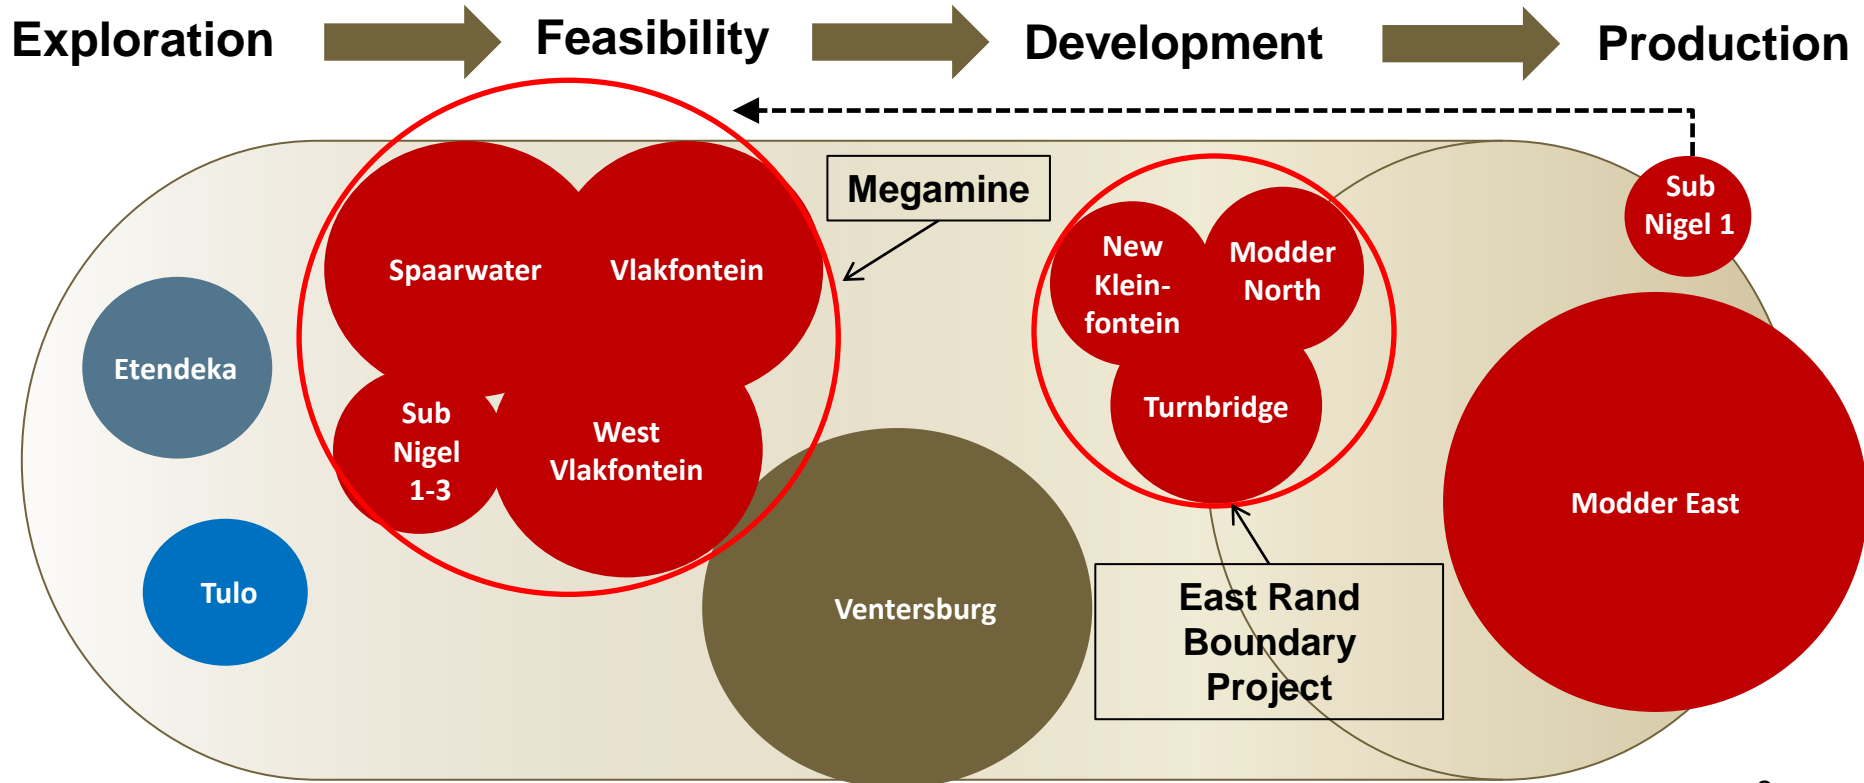 Exploration
Feasibility
Development
Production
Megamine
Sub
Nigel 1
Spaarwater
Vlakfontein
New
Klein-
fontein
Modder
North
Etendeka
Sub
Nigel
1-3
West
Vlakfontein
Turnbridge
Modder East
Tulo
Ventersburg
East Rand
Boundary
Project